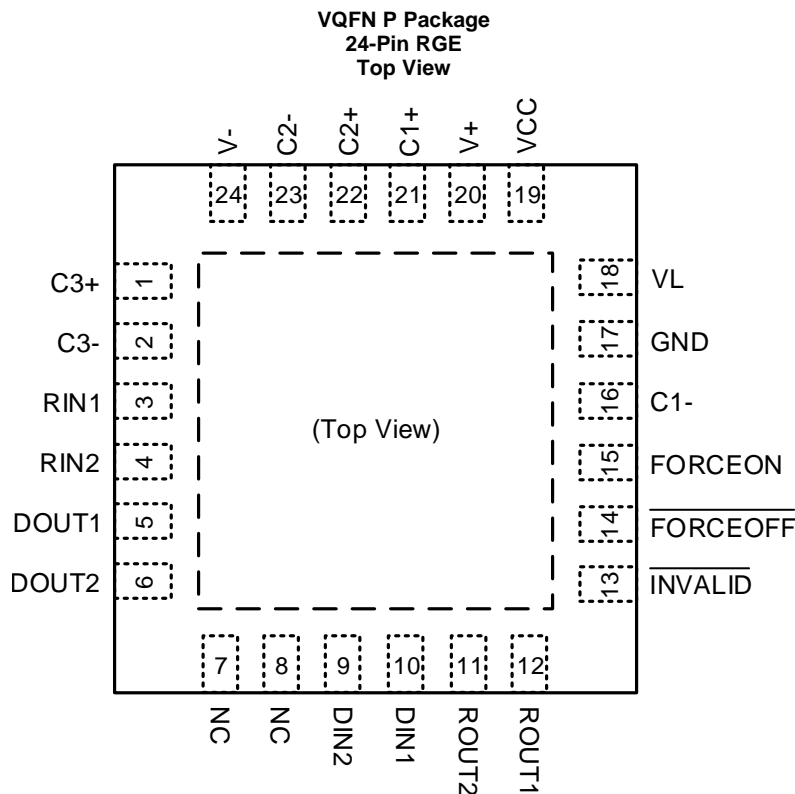 VQFN P Package
24-Pin RGE
Top View
V-
C2-
C2+
C1+
V+
VCC
24
23
22
21
20
19
C3+
1
C3-
2
RIN1
3
RIN2
4
DOUT1
5
DOUT2
6
(Top View)
18
VL
17
GND
16
C1-
15
FORCEON
14
FORCEOFF
13
INVALID
7
8
9
10
11
12
NC
NC
DIN2
DIN1
ROUT2
ROUT1